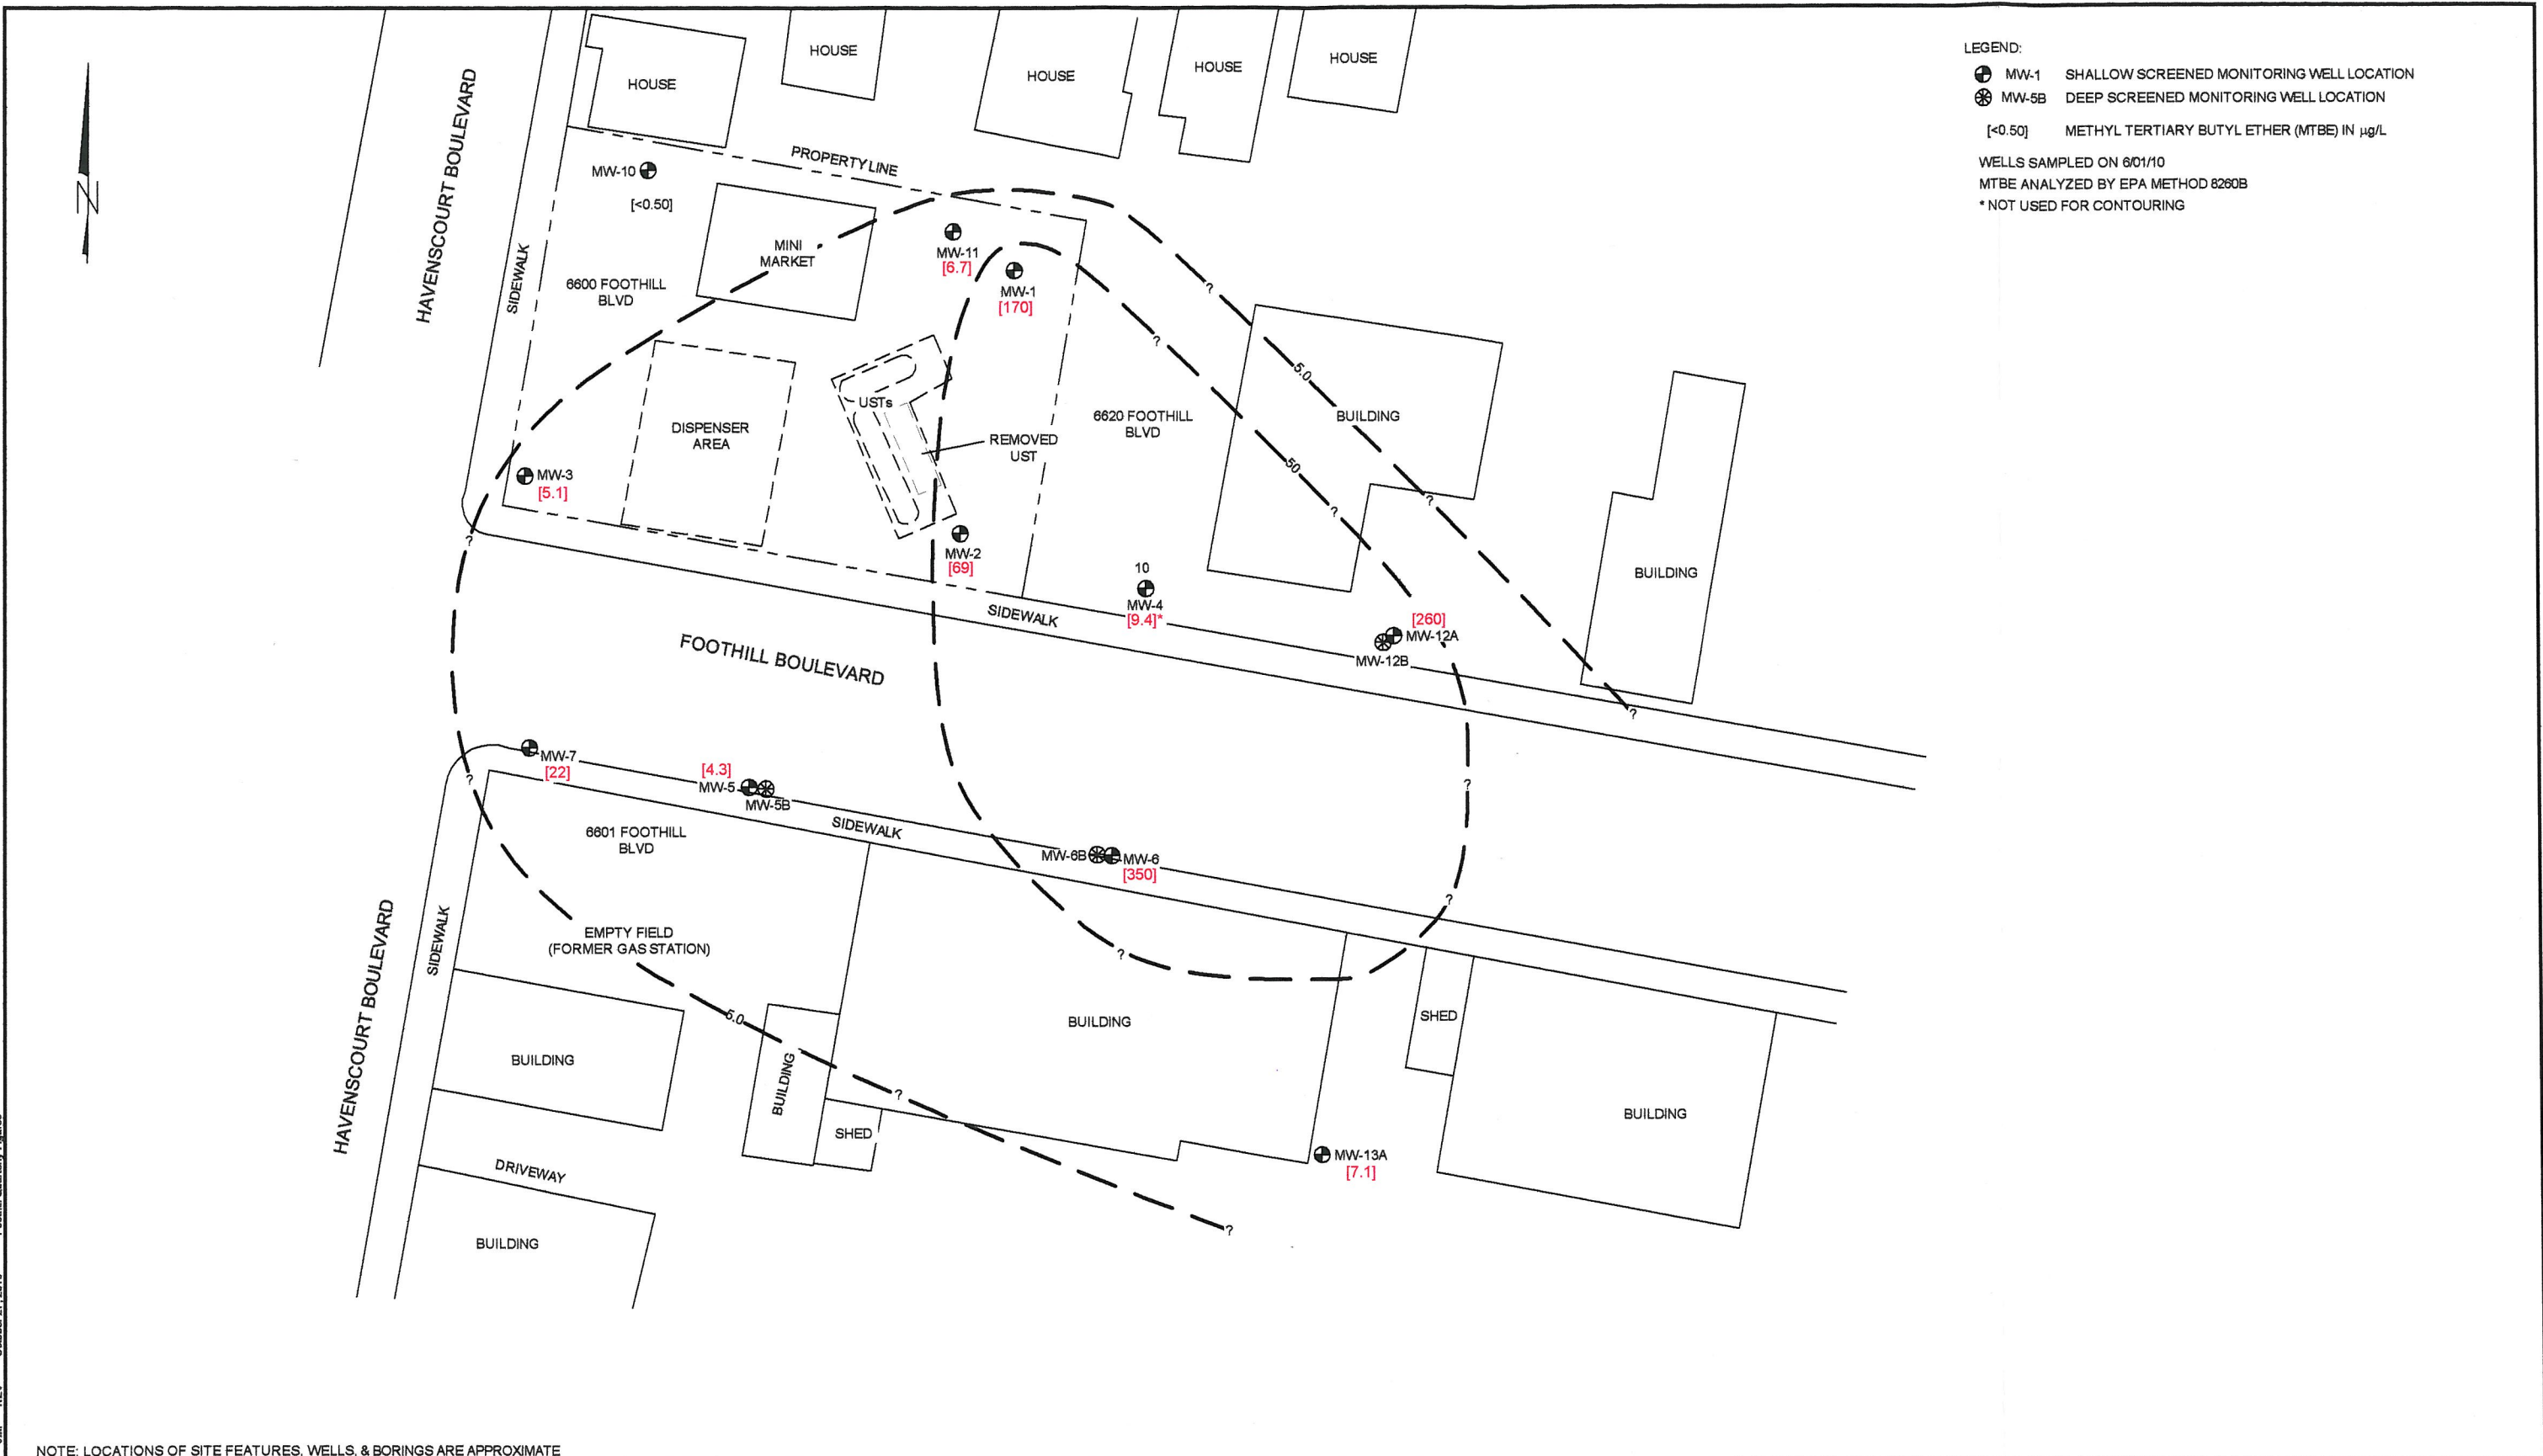 HOUSE
HOUSE
HOUSE
HOUSE
HOUSE
LEGEND:
MW-1 SHALLOW SCREENED MONITORING WELL LOCATION
MW-5B DEEP SCREENED MONITORING WELL LOCATION
[<0.50] METHYL TERTIARY BUTYL ETHER (MTBE) IN µg/L
WELLS SAMPLED ON 6/01/10
MTBE ANALYZED BY EPA METHOD 8260B
* NOT USED FOR CONTOURING
N
HAVENSCOURT BOULEVARD
SIDEWALK
PROPERTY LINE
MW-10
[<0.50]
MINI
MARKET
6600 FOOTHILL
BLVD
MW-11
[6.7]
MW-1
[170]
?
?
5.0
USTs
DISPENSER
AREA
REMOVED
UST
6620 FOOTHILL
BLVD
BUILDING
50
?
?
MW-3
[5.1]
?
MW-2
[69]
10
MW-4
[9.4]*
BUILDING
SIDEWALK
[260]
MW-12A
MW-12B
FOOTHILL BOULEVARD
?
MW-7
[22]
?
[4.3]
MW-5
MW-5B
?
6601 FOOTHILL
BLVD
SIDEWALK
MW-6B
MW-6
[350]
?
HAVENSCOURT BOULEVARD
SIDEWALK
EMPTY FIELD
(FORMER GAS STATION)
?
5.0
BUILDING
SHED
BUILDING
BUILDING
?
BUILDING
SHED
MW-13A
[7.1]
DRIVEWAY
?
BUILDING
NOTE: LOCATIONS OF SITE FEATURES, WELLS, & BORINGS ARE APPROXIMATE